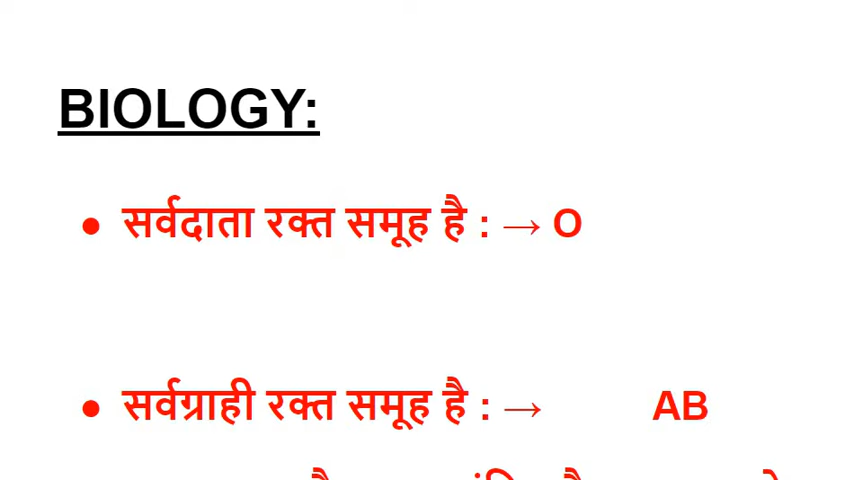 BIOLOGY:
● सर्वदाता रक्त समूह है : → O
● सर्वग्राही रक्त समूह है : → AB